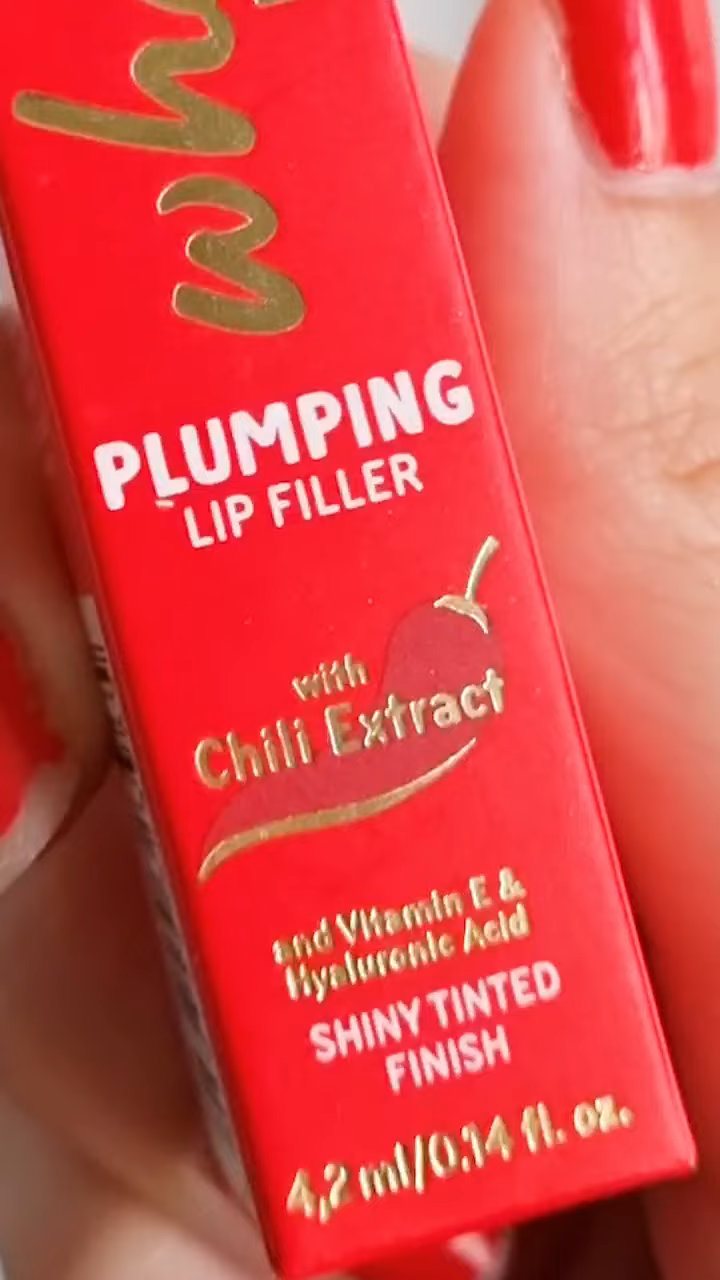 PLUMPING
LIP FILLER
with
Chili Extract
and Vitamin E &
Hyaluronic Acid
SHINY TINTED
FINISH
4,2 ml/0.14 fl. oz.